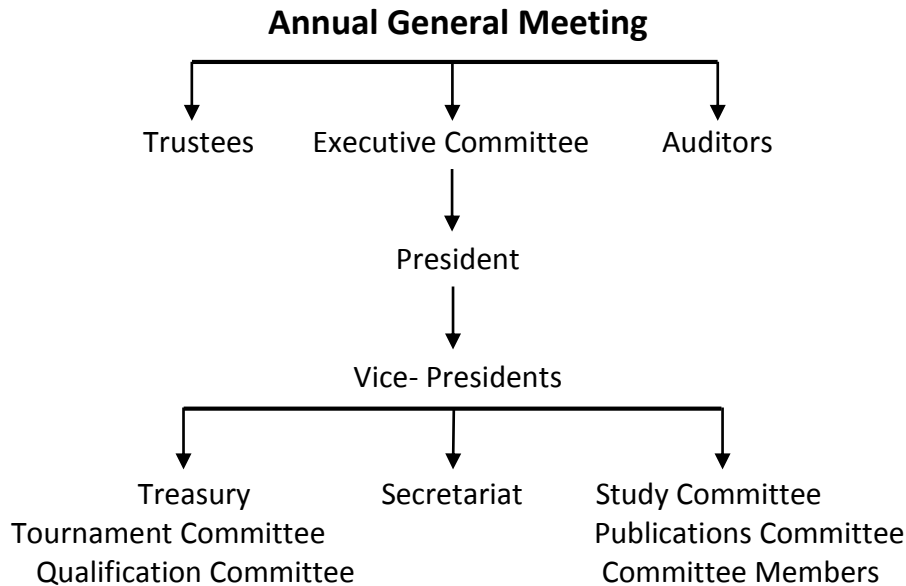 Annual General Meeting
Trustees Executive Committee Auditors
President
Vice- Presidents
Treasury Secretariat Study Committee
Tournament Committee Publications Committee
Qualification Committee Committee Members